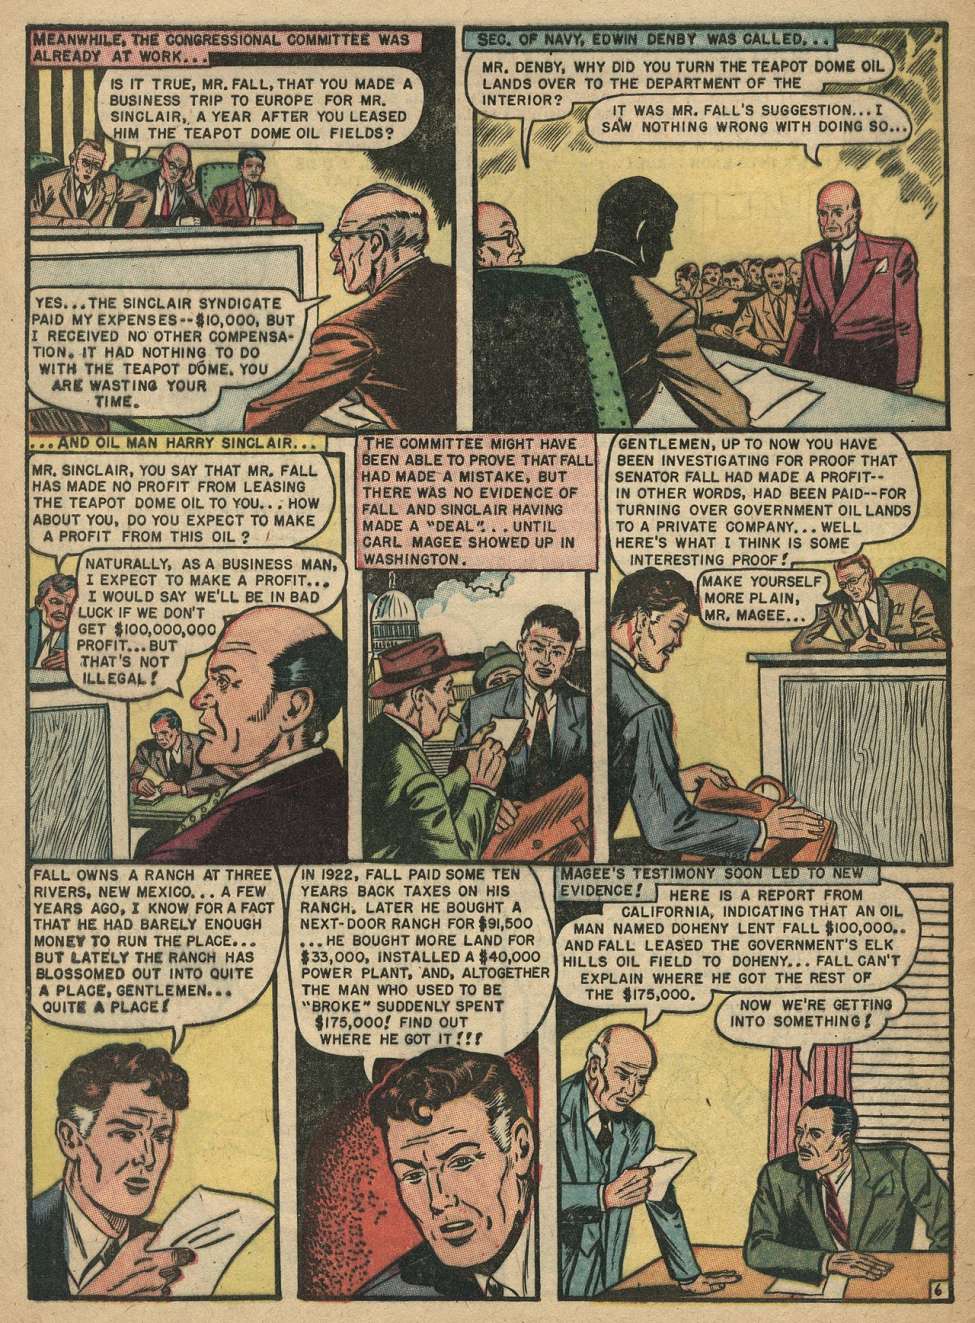 MEANWHILE, THE CONGRESSIONAL COMMITTEE WAS
ALREADY AT WORK...
IS IT TRUE, MR. FALL, THAT YOU MADE A
BUSINESS TRIP TO EUROPE FOR MR.
SINCLAIR, A YEAR AFTER YOU LEASED
HIM THE TEAPOT DOME OIL FIELDS?
YES...THE SINCLAIR SYNDICATE
PAID MY EXPENSES--$10,000, BUT
I RECEIVED NO OTHER COMPENSA-
TION. IT HAD NOTHING TO DO
WITH THE TEAPOT DOME. YOU
ARE WASTING YOUR
TIME.
SEC. OF NAVY, EDWIN DENBY WAS CALLED...
MR. DENBY, WHY DID YOU TURN THE TEAPOT DOME OIL
LANDS OVER TO THE DEPARTMENT OF THE
INTERIOR?
IT WAS MR. FALL'S SUGGESTION...I
SAW NOTHING WRONG WITH DOING SO...
...AND OIL MAN HARRY SINCLAIR...
MR. SINCLAIR, YOU SAY THAT MR. FALL
HAS MADE NO PROFIT FROM LEASING
THE TEAPOT DOME OIL TO YOU... HOW
ABOUT YOU, DO YOU EXPECT TO MAKE
A PROFIT FROM THIS OIL?
NATURALLY, AS A BUSINESS MAN,
I EXPECT TO MAKE A PROFIT...
I WOULD SAY WE'LL BE IN BAD
LUCK IF WE DON'T
GET $100,000,000
PROFIT...BUT
THAT'S NOT
ILLEGAL!
THE COMMITTEE MIGHT HAVE
BEEN ABLE TO PROVE THAT FALL
HAD MADE A MISTAKE, BUT
THERE WAS NO EVIDENCE OF
FALL AND SINCLAIR HAVING
MADE A "DEAL"... UNTIL
CARL MAGEE SHOWED UP IN
WASHINGTON.
GENTLEMEN, UP TO NOW YOU HAVE
BEEN INVESTIGATING FOR PROOF THAT
SENATOR FALL HAD MADE A PROFIT--
IN OTHER WORDS, HAD BEEN PAID--FOR
TURNING OVER GOVERNMENT OIL LANDS
TO A PRIVATE COMPANY... WELL
HERE'S WHAT I THINK IS SOME
INTERESTING PROOF!
MAKE YOURSELF
MORE PLAIN,
MR. MAGEE...
FALL OWNS A RANCH AT THREE
RIVERS, NEW MEXICO... A FEW
YEARS AGO, I KNOW FOR A FACT
THAT HE HAD BARELY ENOUGH
MONEY TO RUN THE PLACE...
BUT LATELY THE RANCH HAS
BLOSSOMED OUT INTO QUITE
A PLACE, GENTLEMEN...
QUITE A PLACE!
IN 1922, FALL PAID SOME TEN
YEARS BACK TAXES ON HIS
RANCH. LATER HE BOUGHT A
NEXT-DOOR RANCH FOR $91,500
...HE BOUGHT MORE LAND FOR
$33,000, INSTALLED A $40,000
POWER PLANT, AND, ALTOGETHER
THE MAN WHO USED TO BE
"BROKE" SUDDENLY SPENT
$175,000! FIND OUT
WHERE HE GOT IT!!!
MAGEE'S TESTIMONY SOON LED TO NEW
EVIDENCE!
HERE IS A REPORT FROM
CALIFORNIA, INDICATING THAT AN OIL
MAN NAMED DOHENY LENT FALL $100,000..
AND FALL LEASED THE GOVERNMENT'S ELK
HILLS OIL FIELD TO DOHENY... FALL CAN'T
EXPLAIN WHERE HE GOT THE REST OF
THE $175,000.
NOW WE'RE GETTING
INTO SOMETHING!
6